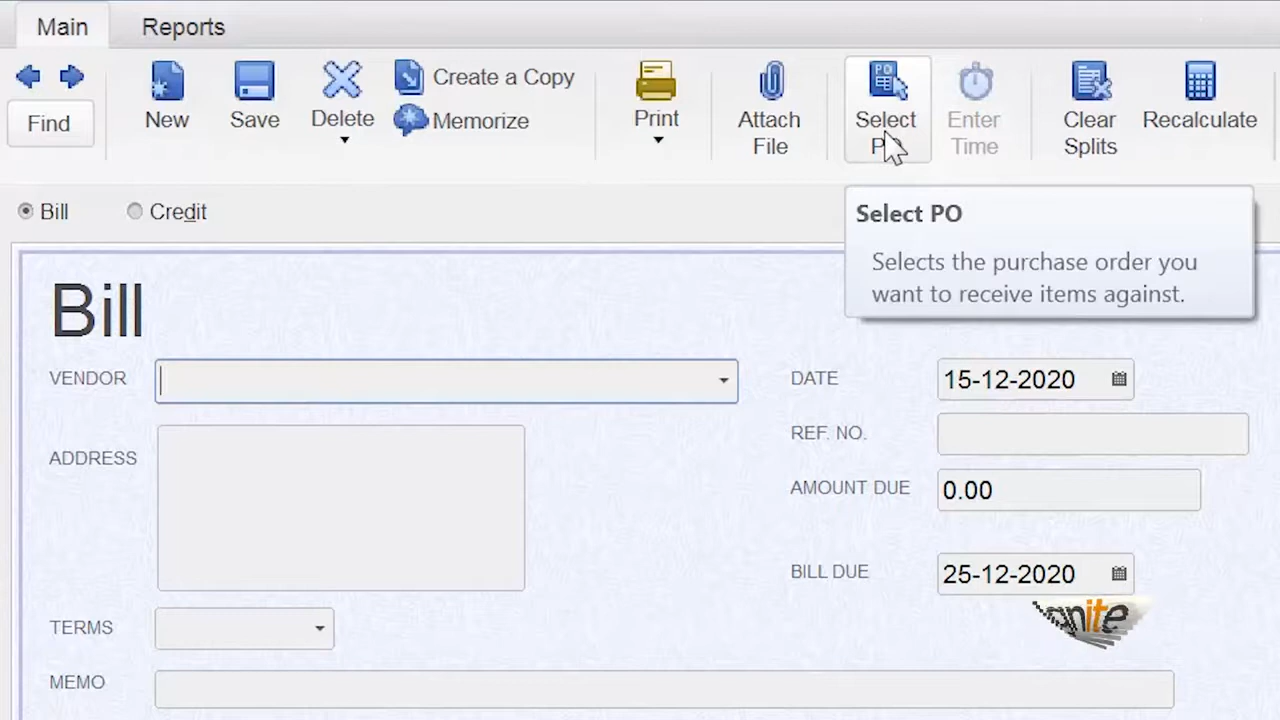 Main Reports
Find
New
Save
Delete
Create a Copy
Memorize
Print
Attach
File
Select
Enter
Time
Clear
Splits
Recalculate
Bill
Credit
Select PO
Selects the purchase order you
want to receive items against.
Bill
VENDOR
DATE 15-12-2020
REF. NO.
ADDRESS
AMOUNT DUE 0.00
BILL DUE 25-12-2020
TERMS
MEMO